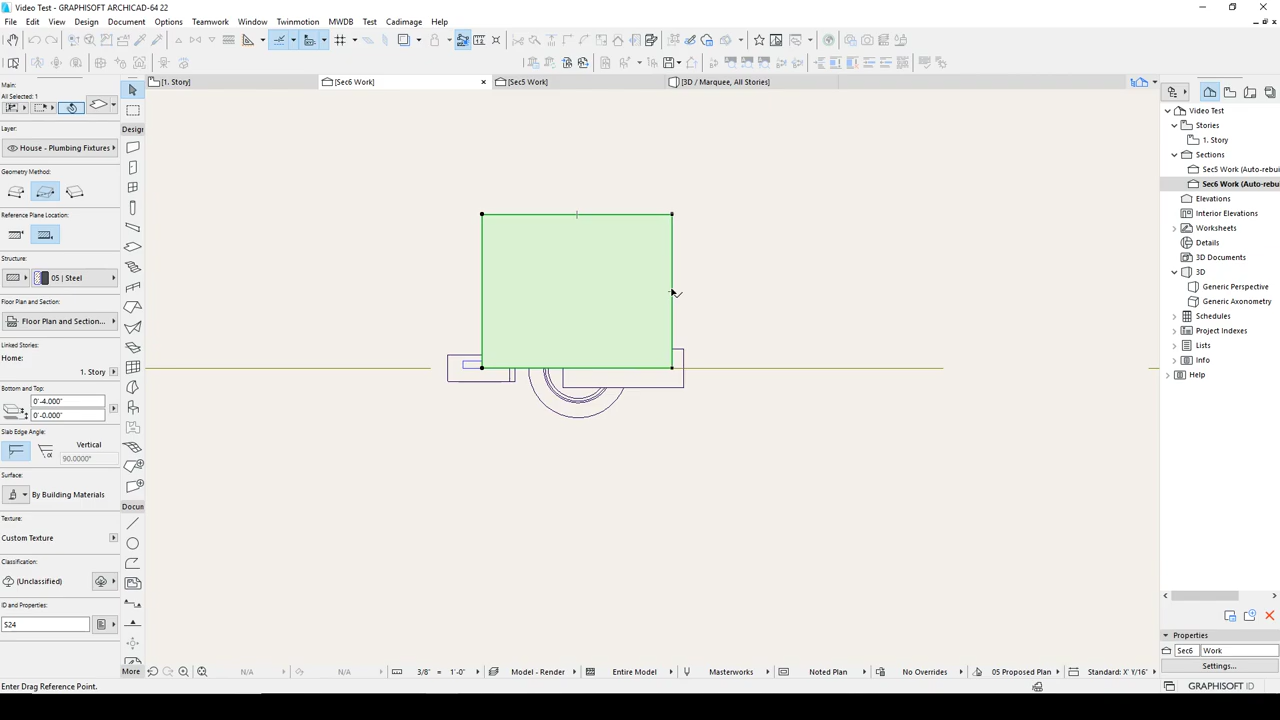 Video Test - GRAPHISOFT ARCHICAD-64 22
File Edit View Design Document Options Teamwork Window Twinmotion MWDB Test Cadimage Help
[1. Story] [Sec6 Work] [Sec5 Work] [3D / Marquee, All Stories]
Main:
All Selected: 1
Layer:
House - Plumbing Fixtures
Geometry Method:
Reference Plane Location:
Structure:
05 | Steel
Floor Plan and Section:
Floor Plan and Section...
Linked Stories:
Home:
1. Story
Bottom and Top:
0'-4.000"
0'-0.000"
Slab Edge Angle:
Vertical
90.0000°
Surface:
By Building Materials
Texture:
Custom Texture
Classification:
(Unclassified)
ID and Properties:
S24
Desigr
Docun
More
Video Test
Stories
1. Story
Sections
Sec5 Work (Auto-rebui
Sec6 Work (Auto-rebu
Elevations
Interior Elevations
Worksheets
Details
3D Documents
3D
Generic Perspective
Generic Axonometry
Schedules
Project Indexes
Lists
Info
Help
Properties
Sec6 Work
Settings...
N/A N/A 3/8" = 1'-0" Model - Render Entire Model Masterworks Noted Plan No Overrides 05 Proposed Plan Standard: X' Y/16"
Enter Drag Reference Point.
GRAPHISOFT ID